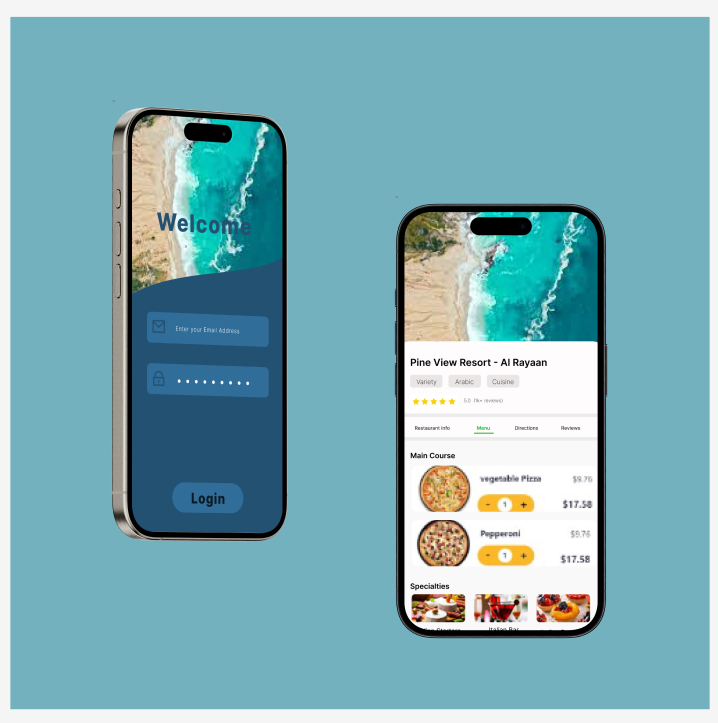 Welcome
Enter your Email Address
Login
Pine View Resort - Al Rayaan
Variety
Arabic
Cuisine
5.0 (1k+ reviews)
Restaurant info
Menu
Directions
Reviews
Main Course
vegetable Pizza
$9.76
- 1 +
$17.58
Pepperoni
$9.76
- 1 +
$17.58
Specialties
Italian Bar